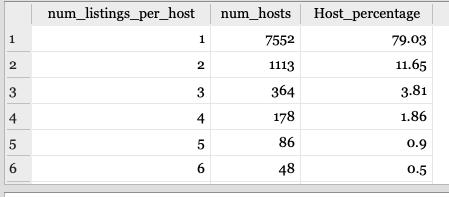 num_listings_per_host num_hosts Host_percentage
1 1 7552 79.03
2 2 1113 11.65
3 3 364 3.81
4 4 178 1.86
5 5 86 0.9
6 6 48 0.5